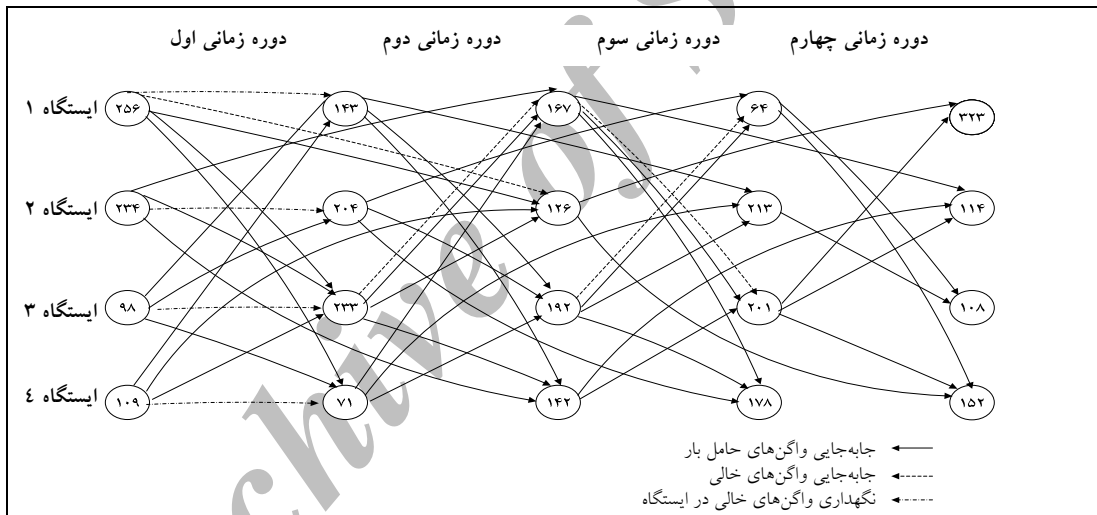 دوره زمانی اول دوره زمانی دوم دوره زمانی سوم دوره زمانی چهارم
ایستگاه ۱ ۲۵۶ ۱۴۳ ۱۶۷ ۶۴ ۳۲۳
ایستگاه ۲ ۲۳۴ ۲۰۴ ۱۲۶ ۲۱۳ ۱۱۴
ایستگاه ۳ ۹۸ ۲۳۳ ۱۹۲ ۲۰۱ ۱۰۸
ایستگاه ٤ ۱۰۹ ۷۱ ۱۴۲ ۱۷۸ ۱۵۲
جابه‌جایی واگن‌های حامل بار
جابه‌جایی واگن‌های خالی
نگهداری واگن‌های خالی در ایستگاه
chive of